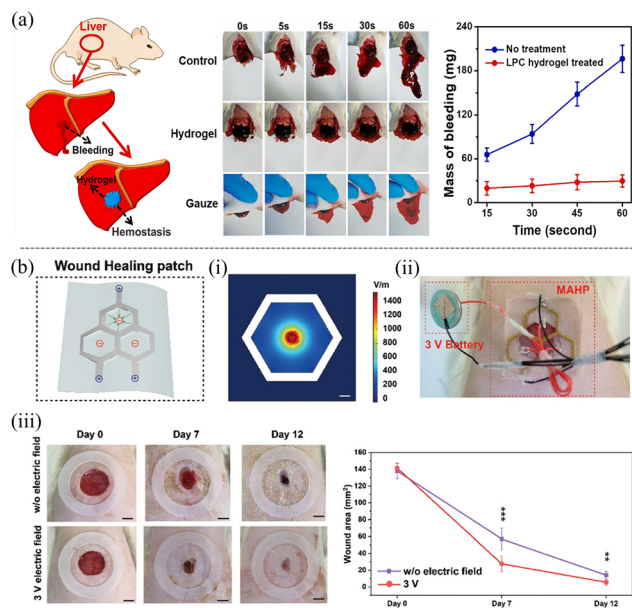 (a)
Liver
Bleeding
Hydrogel
Hemostasis
0s 5s 15s 30s 60s
Control
Hydrogel
Gauze
Mass of bleeding (mg)
240
180
120
60
0
No treatment
LPC hydrogel treated
15 30 45 60
Time (second)
(b)
Wound Healing patch
(i)
V/m
1400
1200
1000
800
600
400
200
0
(ii)
MAHP
3 V Battery
(iii)
Day 0 Day 7 Day 12
w/o electric field
3 V electric field
Wound area (mm²)
160
140
120
100
80
60
40
20
0
***
**
w/o electric field
3 V
Day 0 Day 7 Day 12